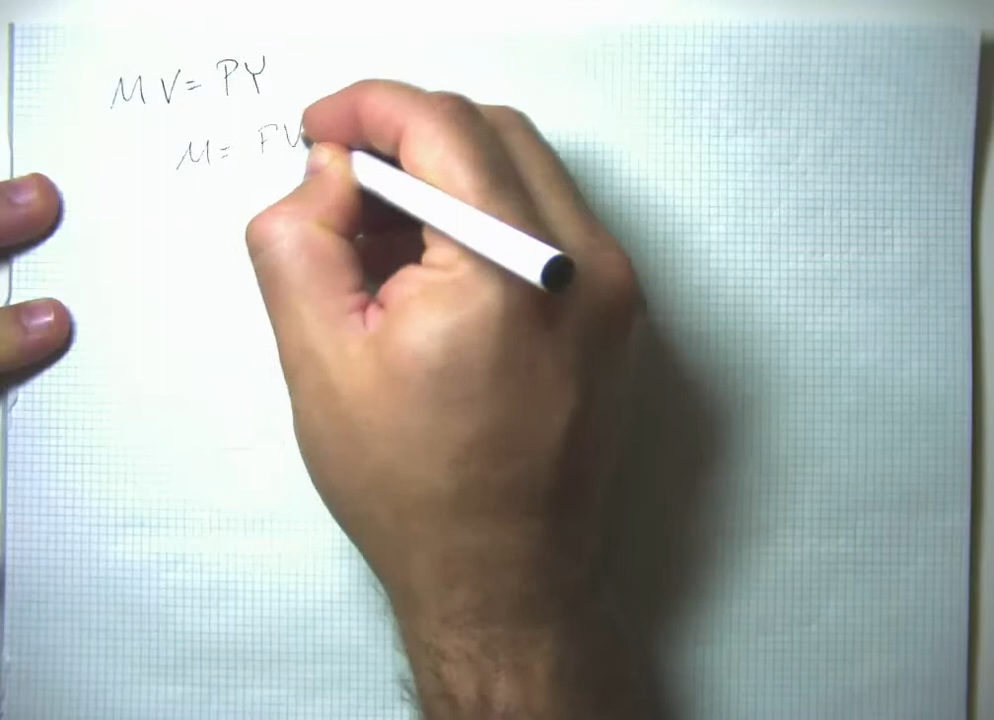 MV = PY
M =